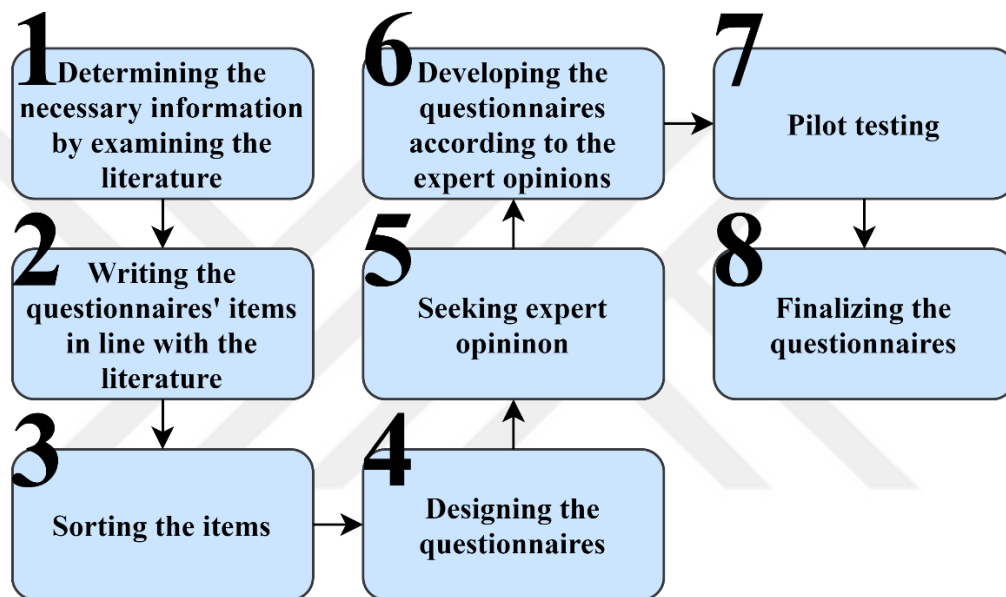 1
Determining the
necessary information
by examining the
literature
2
Writing the
questionnaires' items
in line with the
literature
3
Sorting the items
4
Designing the
questionnaires
5
Seeking expert
opininon
6
Developing the
questionnaires
according to the
expert opinions
7
Pilot testing
8
Finalizing the
questionnaires